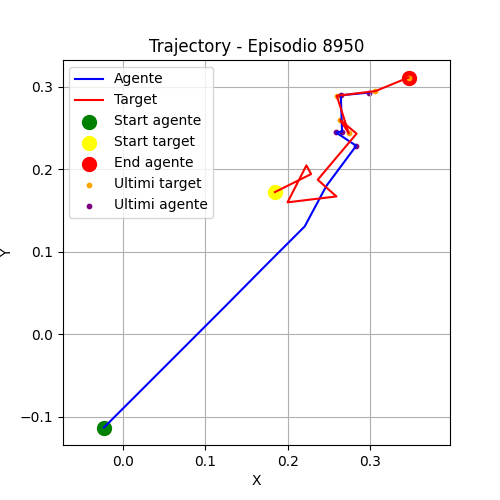 Trajectory - Episodio 8950
Agente
Target
Start agente
Start target
End agente
Ultimi target
Ultimi agente
Y
0.3
0.2
0.1
0.0
−0.1
0.0 0.1 0.2 0.3
X